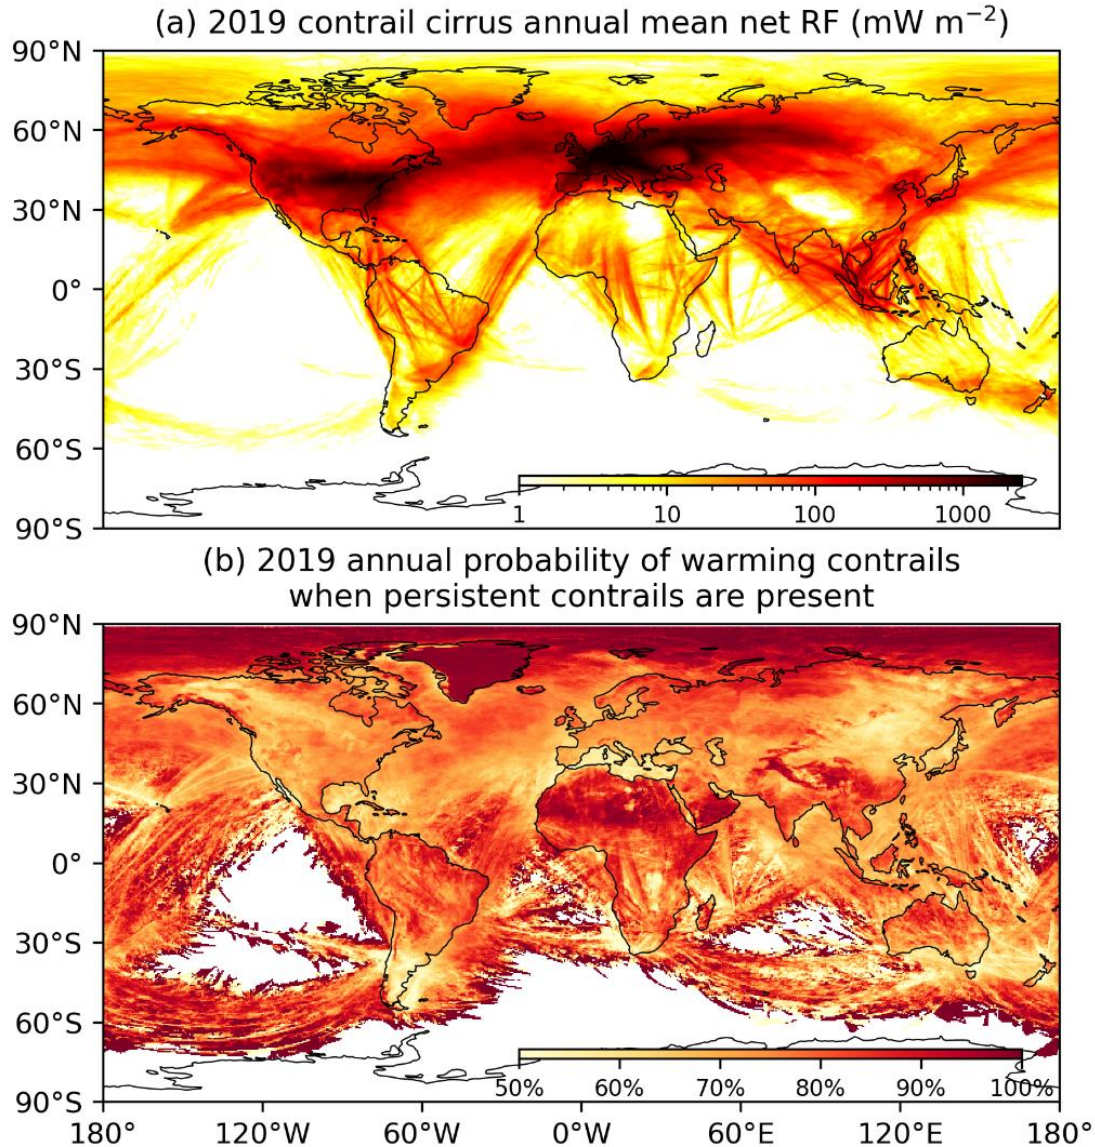 (a) 2019 contrail cirrus annual mean net RF (mW m⁻²)
90°N
60°N
30°N
0°
30°S
60°S
90°S
1 10 100 1000
(b) 2019 annual probability of warming contrails
when persistent contrails are present
90°N
60°N
30°N
0°
30°S
60°S
90°S
50% 60% 70% 80% 90% 100%
180° 120°W 60°W 0° 60°E 120°E 180°